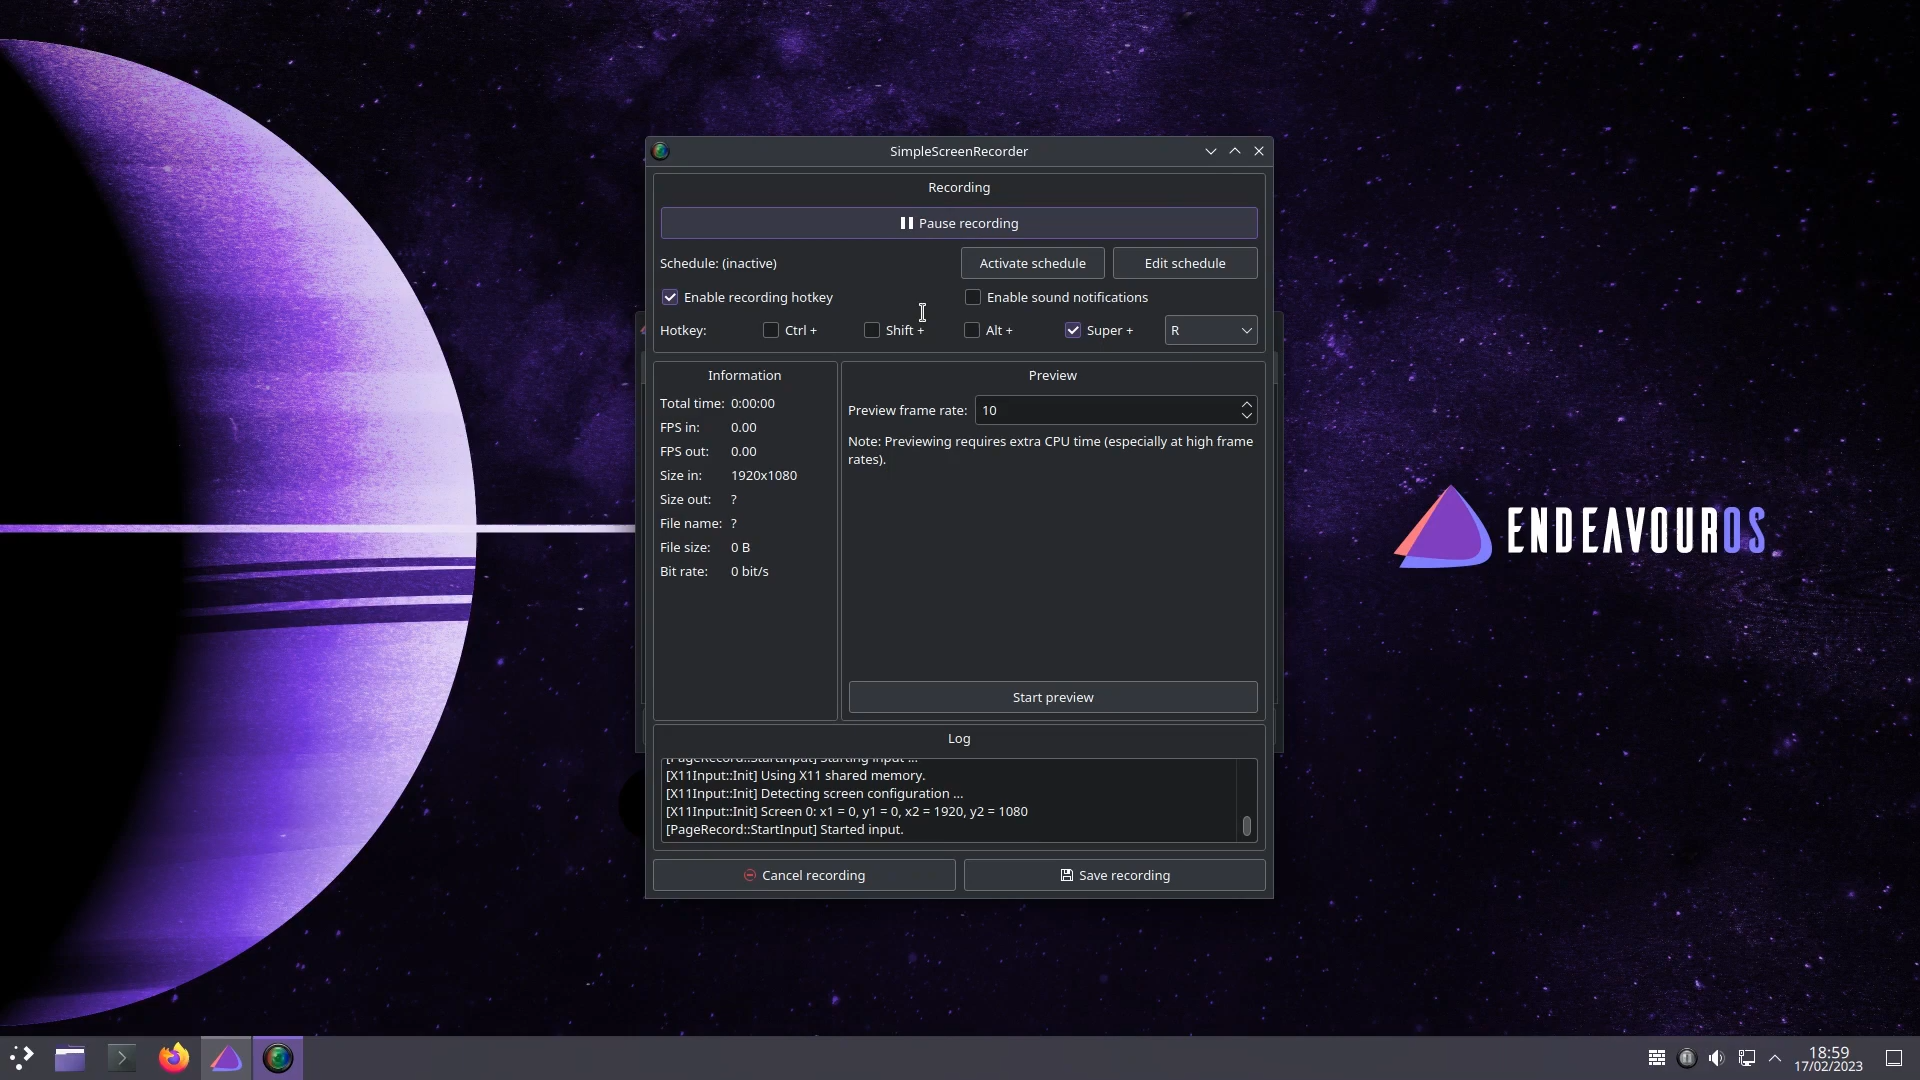 SimpleScreenRecorder
Recording
Pause recording
Schedule: (inactive)
Activate schedule
Edit schedule
Enable recording hotkey
Enable sound notifications
Hotkey:
Ctrl +
Shift +
Alt +
Super +
R
Information
Total time: 0:00:00
FPS in: 0.00
FPS out: 0.00
Size in: 1920x1080
Size out: ?
File name: ?
File size: 0 B
Bit rate: 0 bit/s
Preview
Preview frame rate: 10
Note: Previewing requires extra CPU time (especially at high frame
rates).
Start preview
ENDEAVOUROS
Log
[PageRecord::StartInput] Starting input ...
[X11Input::Init] Using X11 shared memory.
[X11Input::Init] Detecting screen configuration ...
[X11Input::Init] Screen 0: x1 = 0, y1 = 0, x2 = 1920, y2 = 1080
[PageRecord::StartInput] Started input.
Cancel recording
Save recording
18:59
17/02/2023